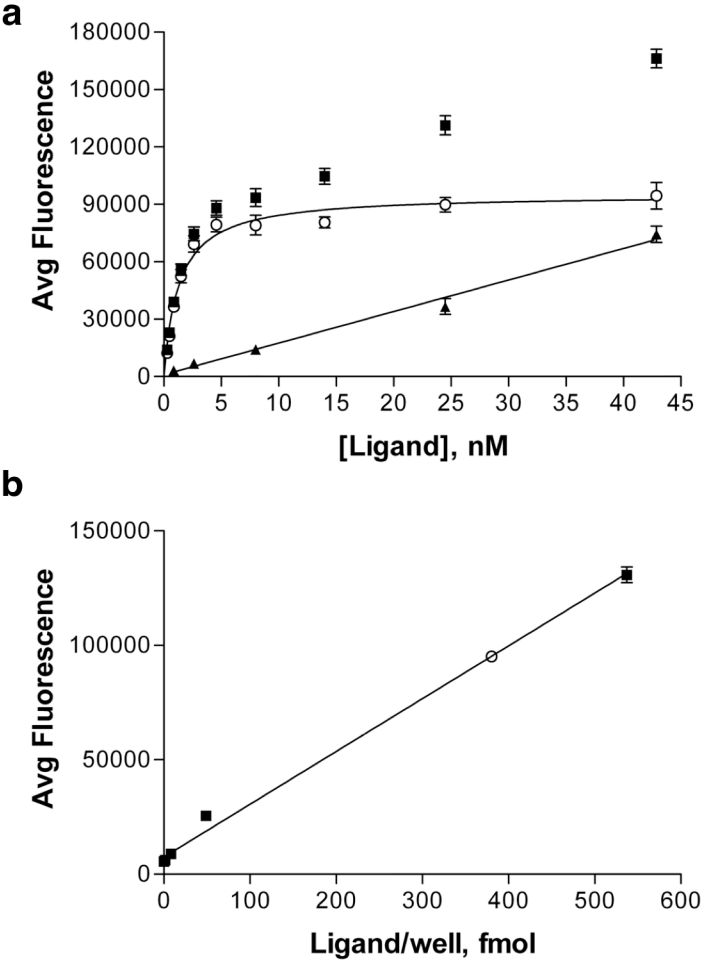 a
180000
150000
120000
90000
60000
30000
0
Avg Fluorescence
0 5 10 15 20 25 30 35 40 45
[Ligand], nM
b
150000
100000
50000
0
Avg Fluorescence
0 100 200 300 400 500 600
Ligand/well, fmol